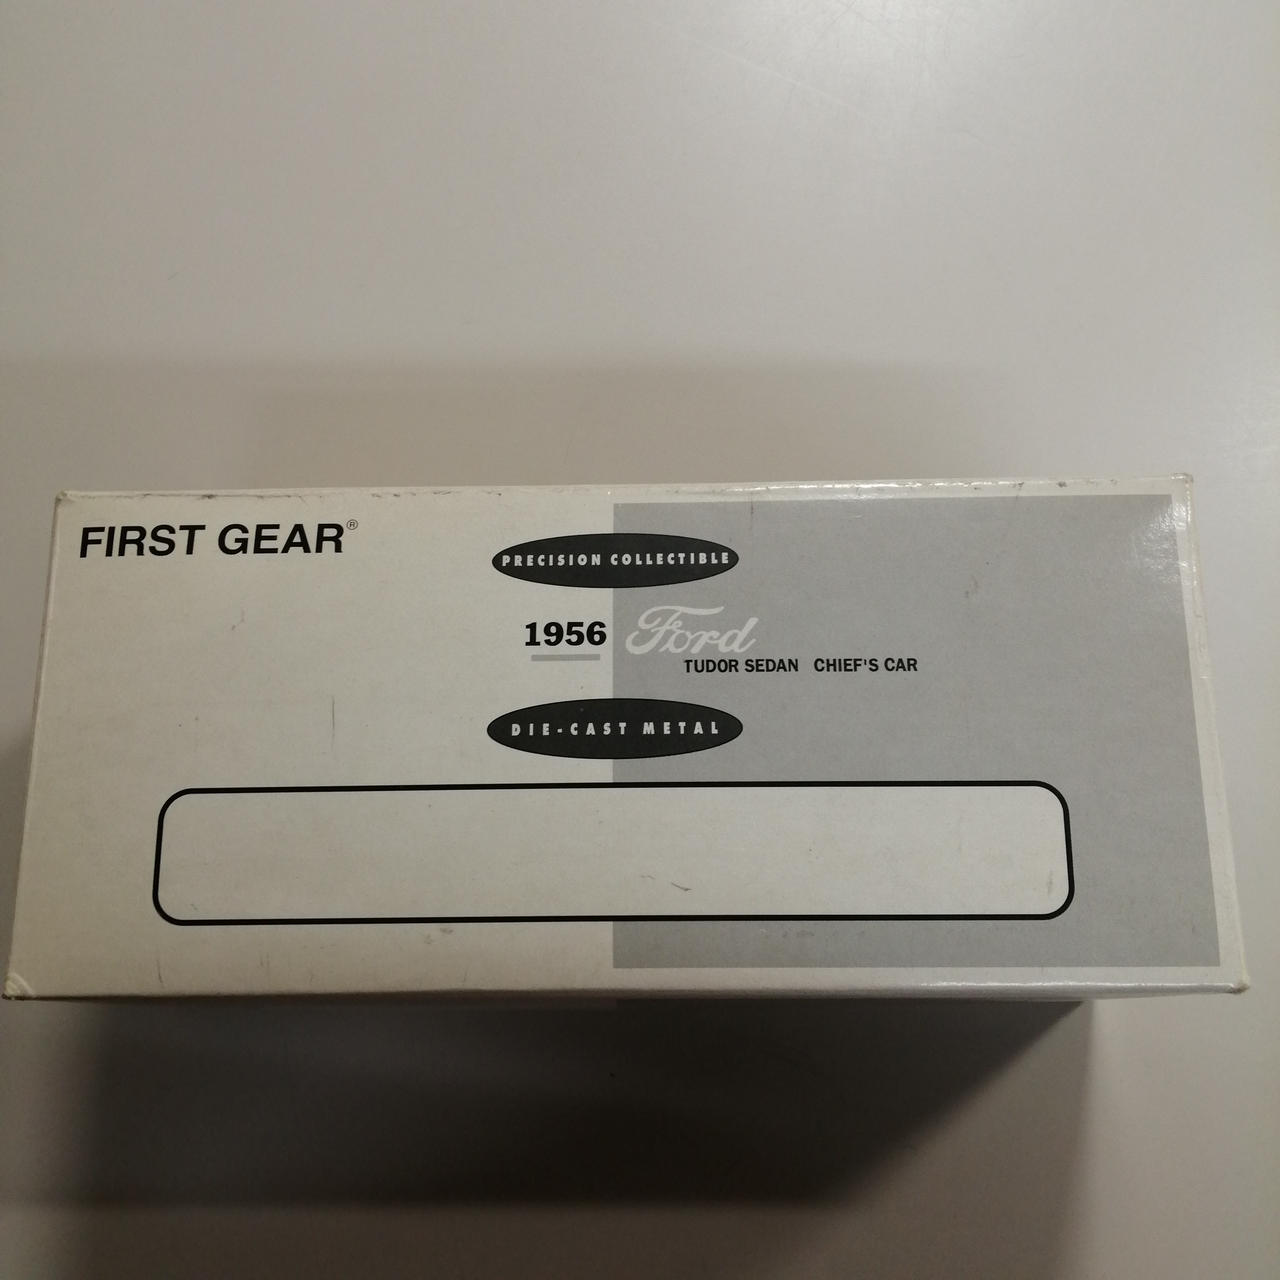 FIRST GEAR®
PRECISION COLLECTIBLE
1956 Ford
TUDOR SEDAN CHIEF'S CAR
DIE-CAST METAL